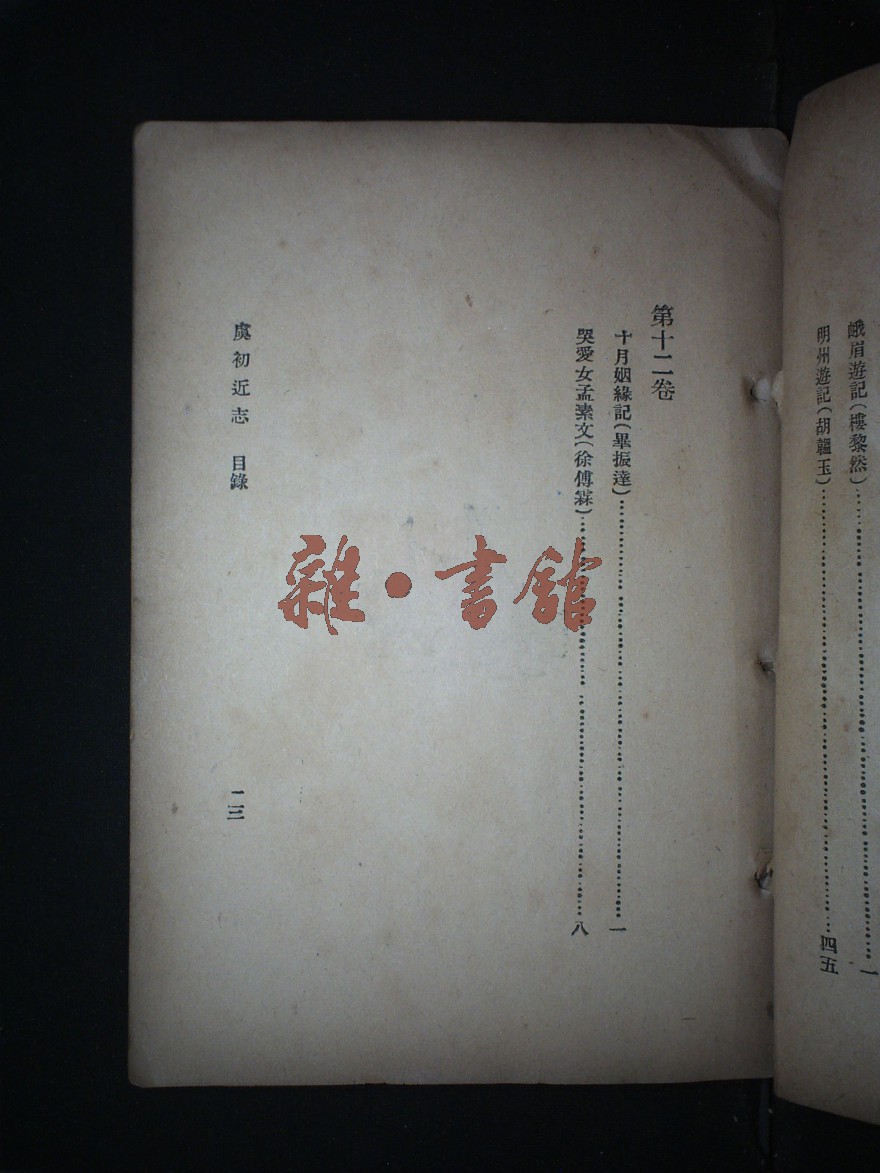 峨眉遊記(樓黎然)一
明州遊記(胡韞玉)四五
第十二卷
十月姻緣記(畢振達)一
哭愛女孟素文(徐傅霖)八
虞初近志 目錄
一三
雜·書館